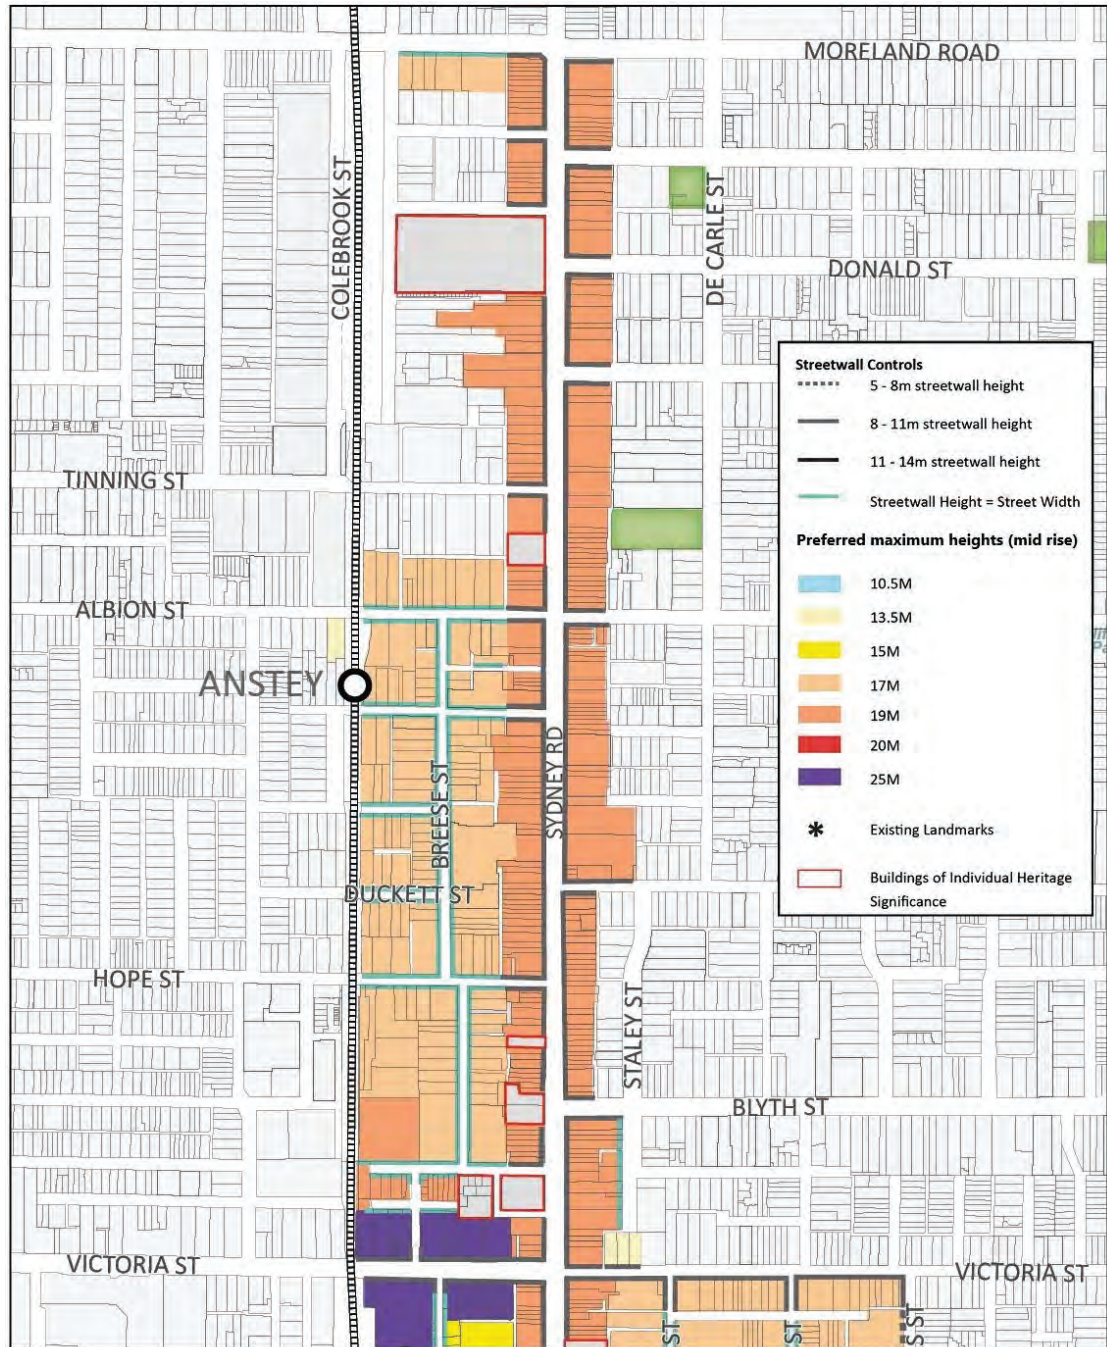 MORELAND ROAD
COLEBROOK ST
DE CARLE ST
DONALD ST
Streetwall Controls
5 - 8m streetwall height
8 - 11m streetwall height
11 - 14m streetwall height
Streetwall Height = Street Width
Preferred maximum heights (mid rise)
10.5M
13.5M
15M
17M
19M
20M
25M
* Existing Landmarks
Buildings of Individual Heritage
Significance
TINNING ST
ALBION ST
ANSTEY
SYDNEY RD
BREESE ST
DUCKETT ST
HOPE ST
STALEY ST
BLYTH ST
VICTORIA ST
VICTORIA ST
ST
ST
S ST